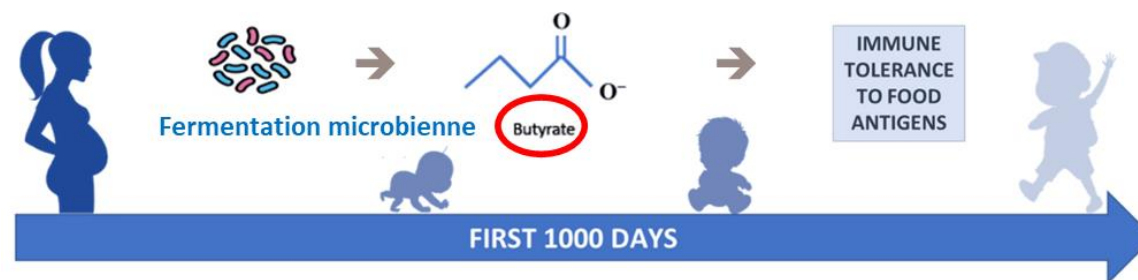 O
O⁻
Fermentation microbienne
Butyrate
IMMUNE
TOLERANCE
TO FOOD
ANTIGENS
FIRST 1000 DAYS